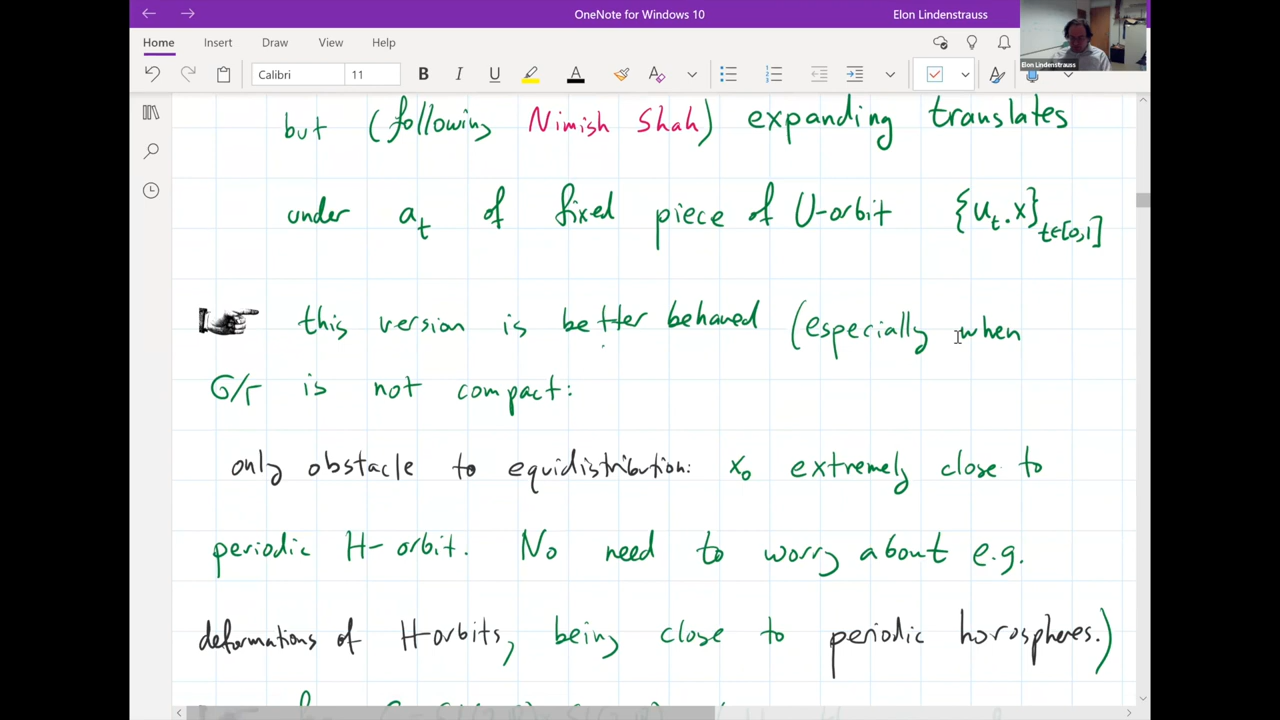 OneNote for Windows 10
Elon Lindenstrauss
Home Insert Draw View Help
Elon Lindenstrauss
Calibri 11 B I U A A
but (following Nimish Shah) expanding translates
under a_t of fixed piece of U-orbit {u_t.x}_{t∈[0,1]}
this version is better behaved (especially when
G/Γ is not compact:
only obstacle to equidistribution: x_0 extremely close to
periodic H-orbit. No need to worry about e.g.
deformations of H orbits, being close to periodic horospheres.)